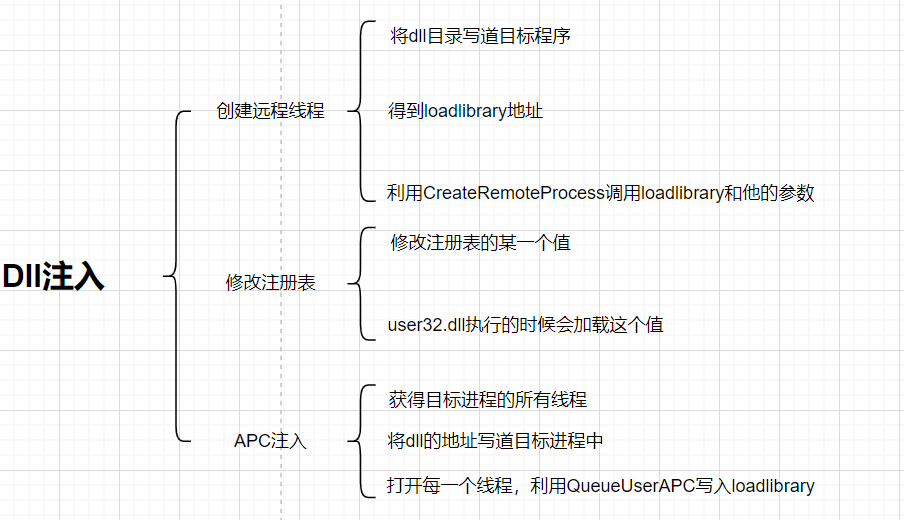 Dll注入
创建远程线程
将dll目录写道目标程序
得到loadlibrary地址
利用CreateRemoteProcess调用loadlibrary和他的参数
修改注册表
修改注册表的某一个值
user32.dll执行的时候会加载这个值
APC注入
获得目标进程的所有线程
将dll的地址写道目标进程中
打开每一个线程，利用QueueUserAPC写入loadlibrary